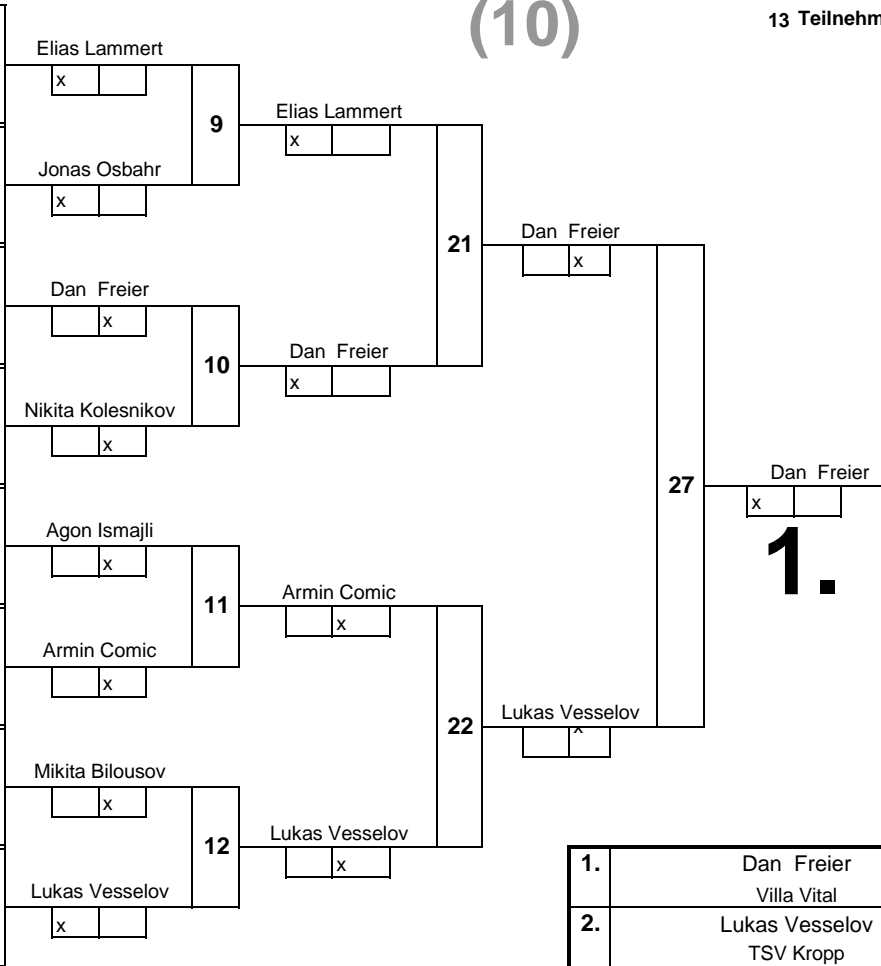 (10)
13 Teilnehm
Elias Lammert
x
9
Elias Lammert
x
Jonas Osbahr
x
21
Dan Freier
x
Dan Freier
x
10
Dan Freier
x
Nikita Kolesnikov
x
27
Dan Freier
x
1.
Agon Ismajli
x
11
Armin Comic
x
Armin Comic
x
22
Lukas Vesselov
x
Mikita Bilousov
x
12
Lukas Vesselov
x
Lukas Vesselov
x
1. Dan Freier
Villa Vital
2. Lukas Vesselov
TSV Kropp